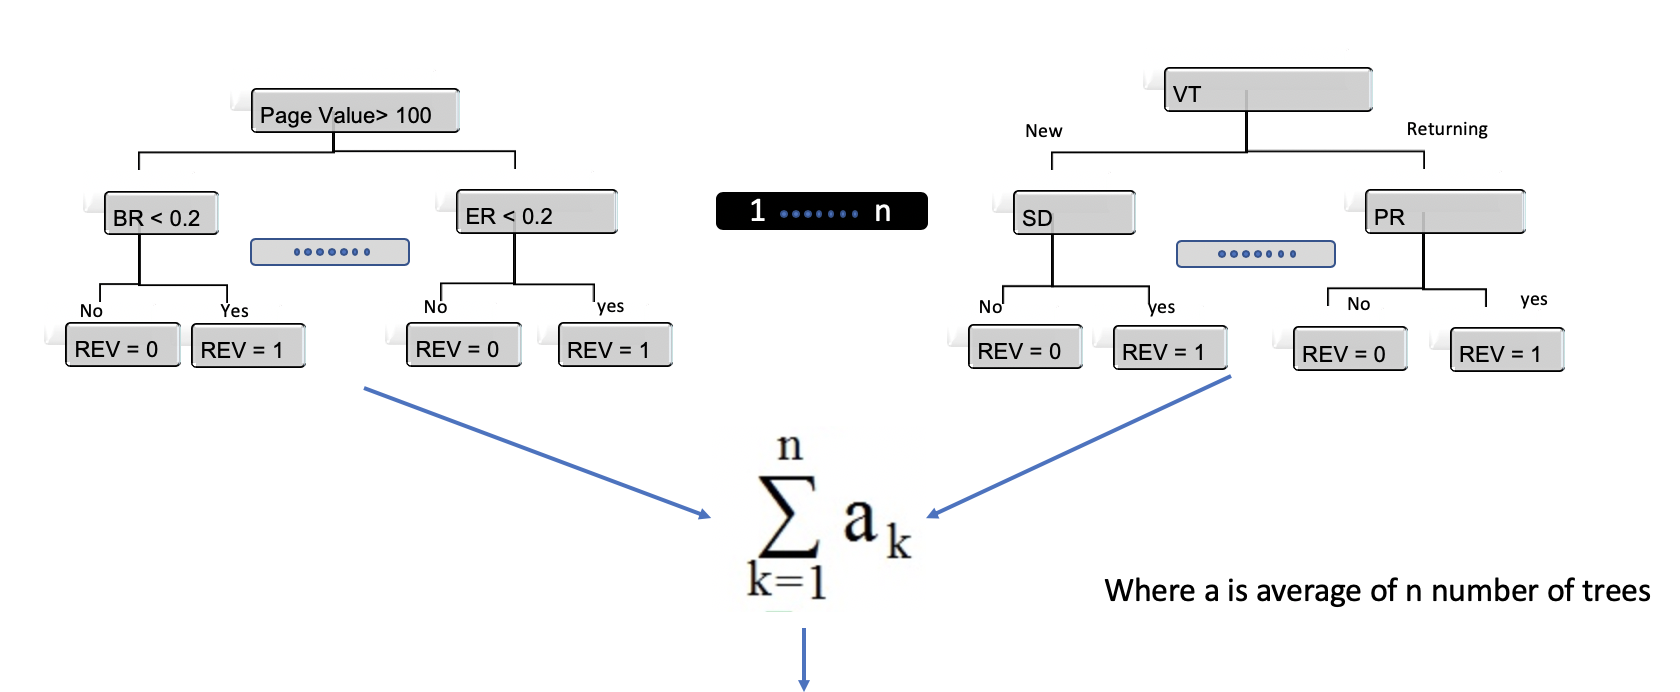 Page Value> 100
BR < 0.2
ER < 0.2
No
Yes
No
yes
REV = 0
REV = 1
REV = 0
REV = 1
1 ....... n
VT
New
Returning
SD
PR
No
yes
No
yes
REV = 0
REV = 1
REV = 0
REV = 1
n
∑ a k
k=1
Where a is average of n number of trees